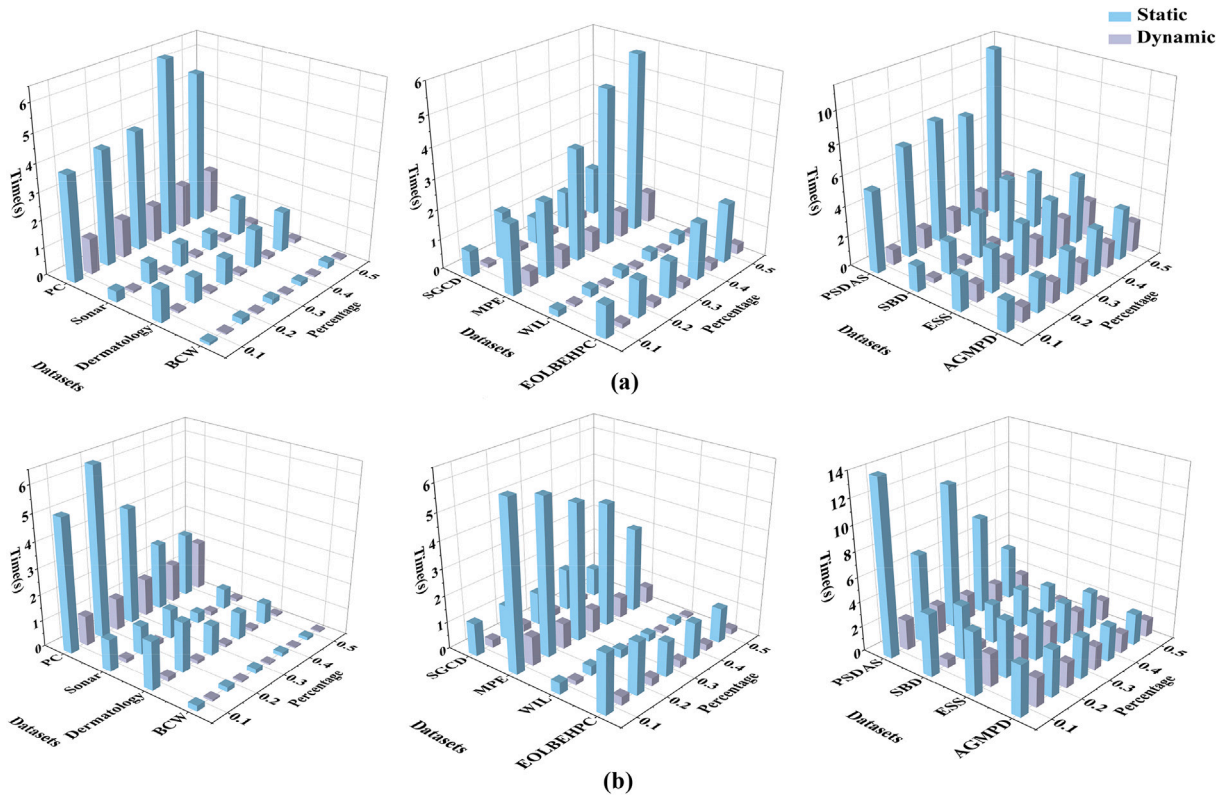 Static
Dynamic
6
5
4
3
2
1
0
Time(s)
PC
Sonar
Dermatology
BCW
Datasets
0.1
0.2
0.3
0.4
0.5
Percentage
6
5
4
3
2
1
0
Time(s)
SGCD
MPE
WIL
EOLBEHPC
Datasets
0.1
0.2
0.3
0.4
0.5
Percentage
10
8
6
4
2
0
Time(s)
PSDAS
SBD
ESS
AGMPD
Datasets
0.1
0.2
0.3
0.4
0.5
Percentage
(a)
6
5
4
3
2
1
0
Time(s)
PC
Sonar
Dermatology
BCW
Datasets
0.1
0.2
0.3
0.4
0.5
Percentage
6
5
4
3
2
1
0
Time(s)
SGCD
MPE
WIL
EOLBEHPC
Datasets
0.1
0.2
0.3
0.4
0.5
Percentage
14
12
10
8
6
4
2
0
Time(s)
PSDAS
SBD
ESS
AGMPD
Datasets
0.1
0.2
0.3
0.4
0.5
Percentage
(b)